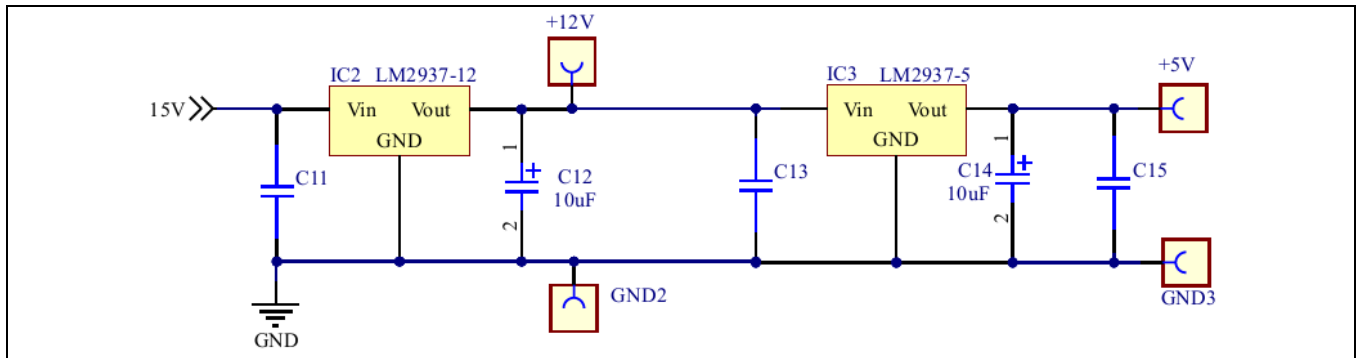 +12V
+5V
IC2 LM2937-12
IC3 LM2937-5
15V
Vin Vout
GND
Vin Vout
GND
1
1
C11
C12
10uF
C13
C14
10uF
C15
2
2
GND2
GND3
GND